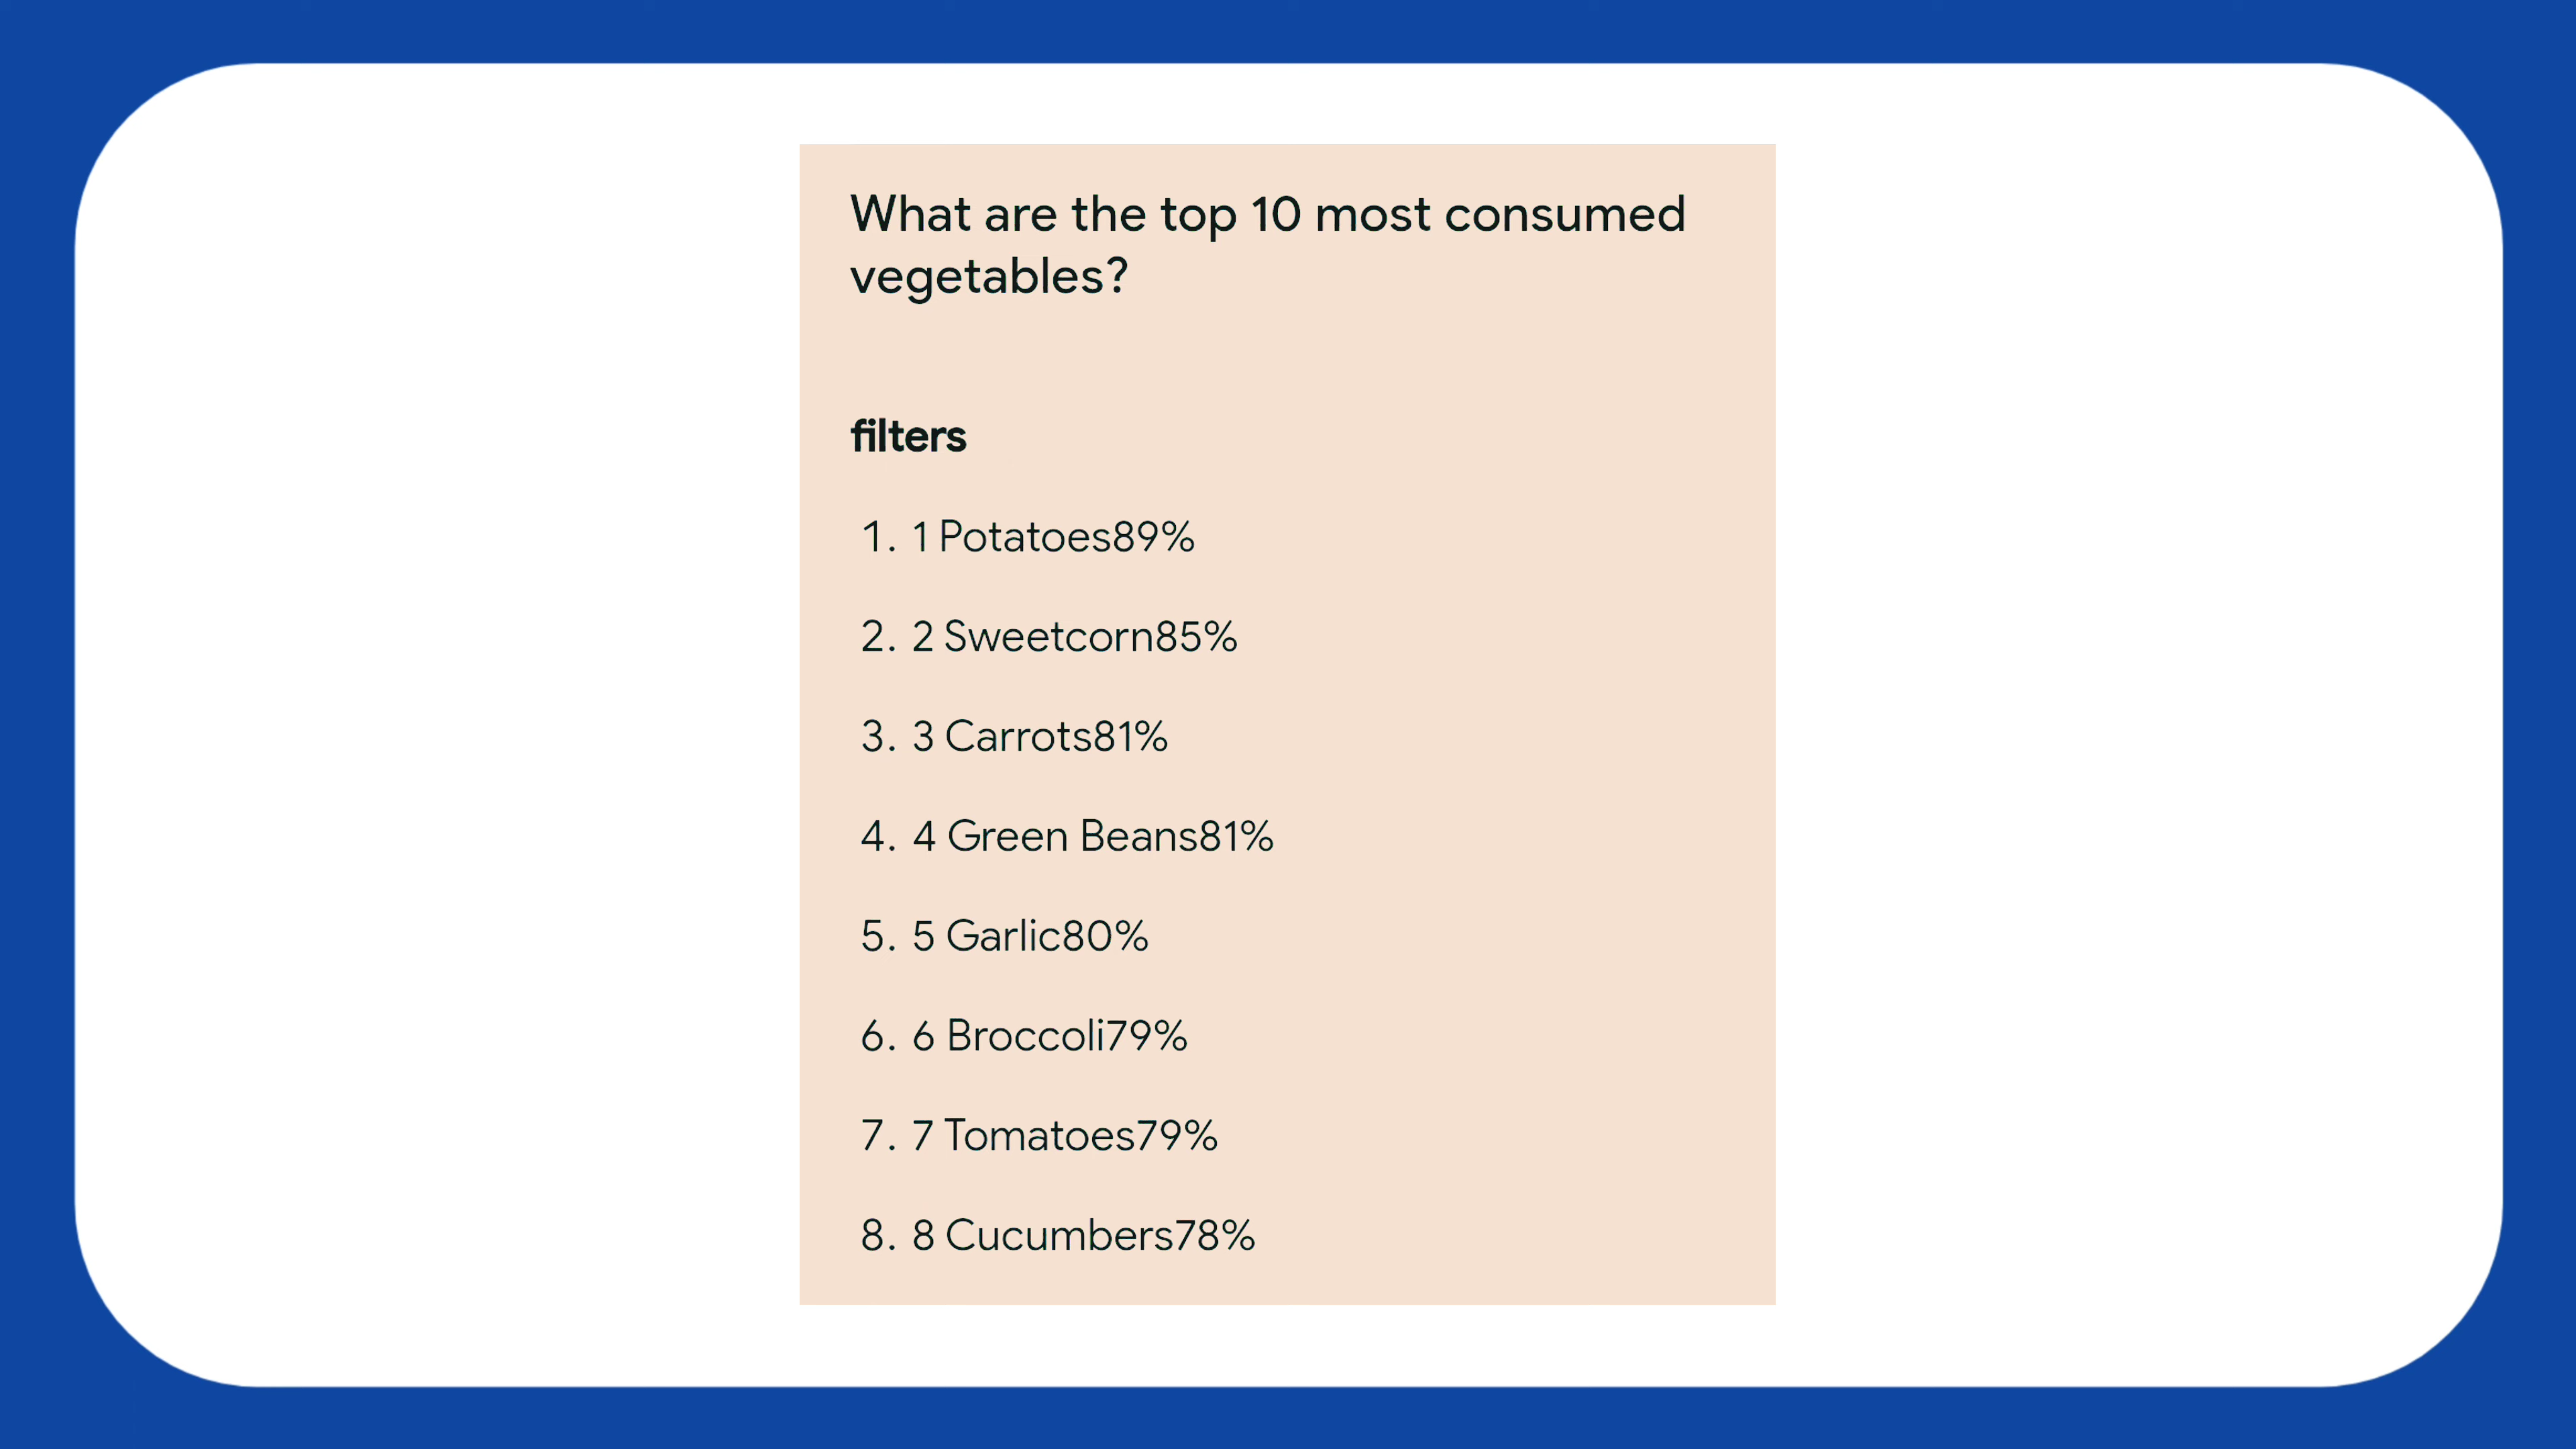 What are the top 10 most consumed
vegetables?
filters
1. 1 Potatoes89%
2. 2 Sweetcorn85%
3. 3 Carrots81%
4. 4 Green Beans81%
5. 5 Garlic80%
6. 6 Broccoli79%
7. 7 Tomatoes79%
8. 8 Cucumbers78%